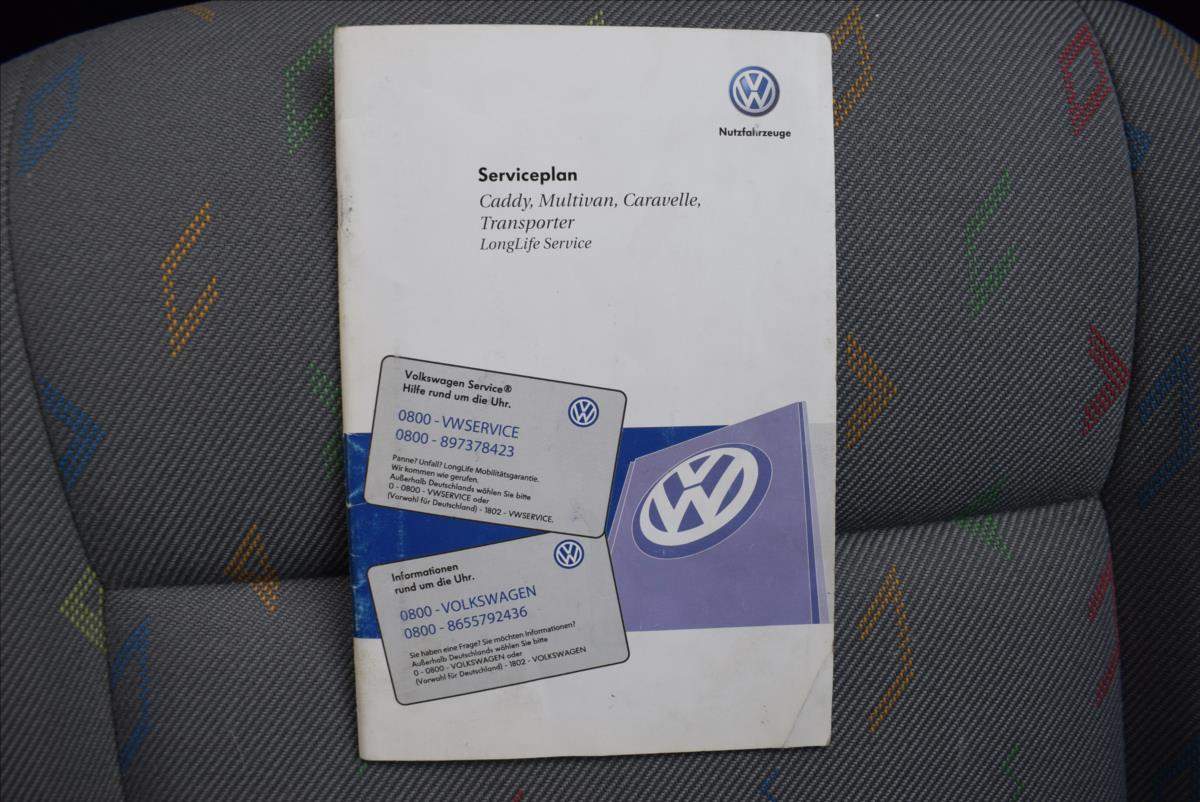 Nutzfahrzeuge
Serviceplan
Caddy, Multivan, Caravelle,
Transporter
LongLife Service
Volkswagen Service®
Hilfe rund um die Uhr.
0800 - VWSERVICE
0800 - 897378423
Panne? Unfall? LongLife Mobilitätsgarantie.
Wir kommen wie gerufen.
Außerhalb Deutschlands wählen Sie bitte
0 - 0800 - VWSERVICE oder
(Vorwahl für Deutschland) - 1802 - VWSERVICE.
Informationen
rund um die Uhr.
0800 - VOLKSWAGEN
0800 - 8655792436
Sie haben eine Frage? Sie möchten Informationen?
Außerhalb Deutschlands wählen Sie bitte
0 - 0800 - VOLKSWAGEN oder
(Vorwahl für Deutschland) - 1802 - VOLKSWAGEN